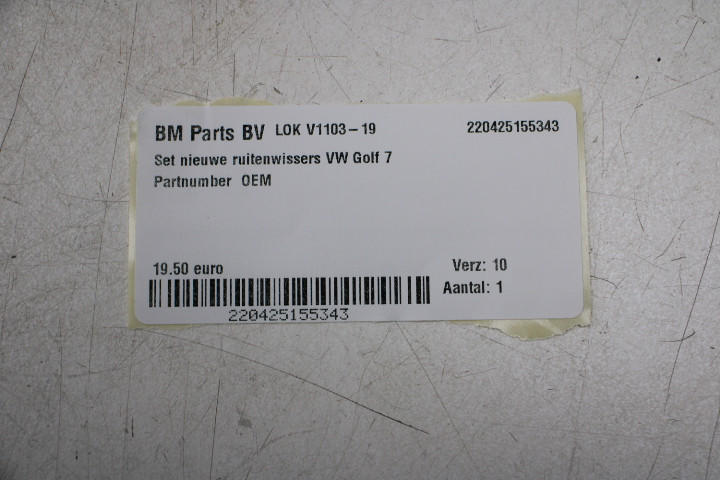 BM Parts BV LOK V1103-19 220425155343
Set nieuwe ruitenwissers VW Golf 7
Partnumber OEM
19.50 euro Verz: 10
Aantal: 1
220425155343